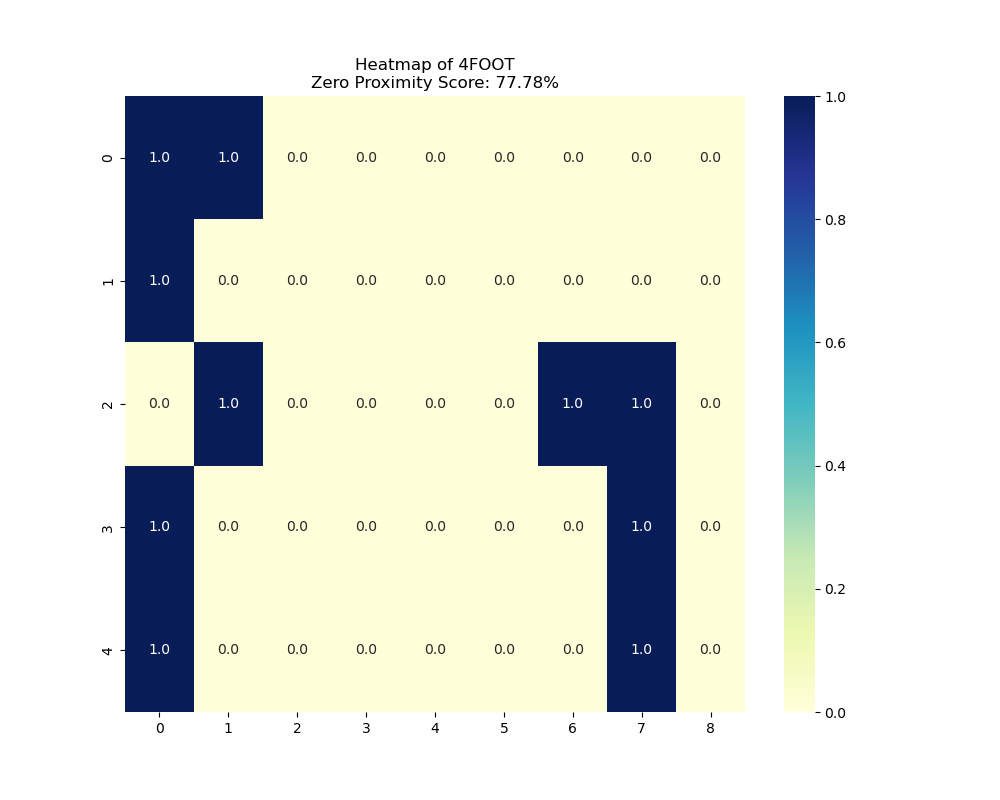 Heatmap of 4FOOT
Zero Proximity Score: 77.78%
0 1.0 1.0 0.0 0.0 0.0 0.0 0.0 0.0 0.0
1 1.0 0.0 0.0 0.0 0.0 0.0 0.0 0.0 0.0
2 0.0 1.0 0.0 0.0 0.0 0.0 1.0 1.0 0.0
3 1.0 0.0 0.0 0.0 0.0 0.0 0.0 1.0 0.0
4 1.0 0.0 0.0 0.0 0.0 0.0 0.0 1.0 0.0
0 1 2 3 4 5 6 7 8
1.0
0.8
0.6
0.4
0.2
0.0